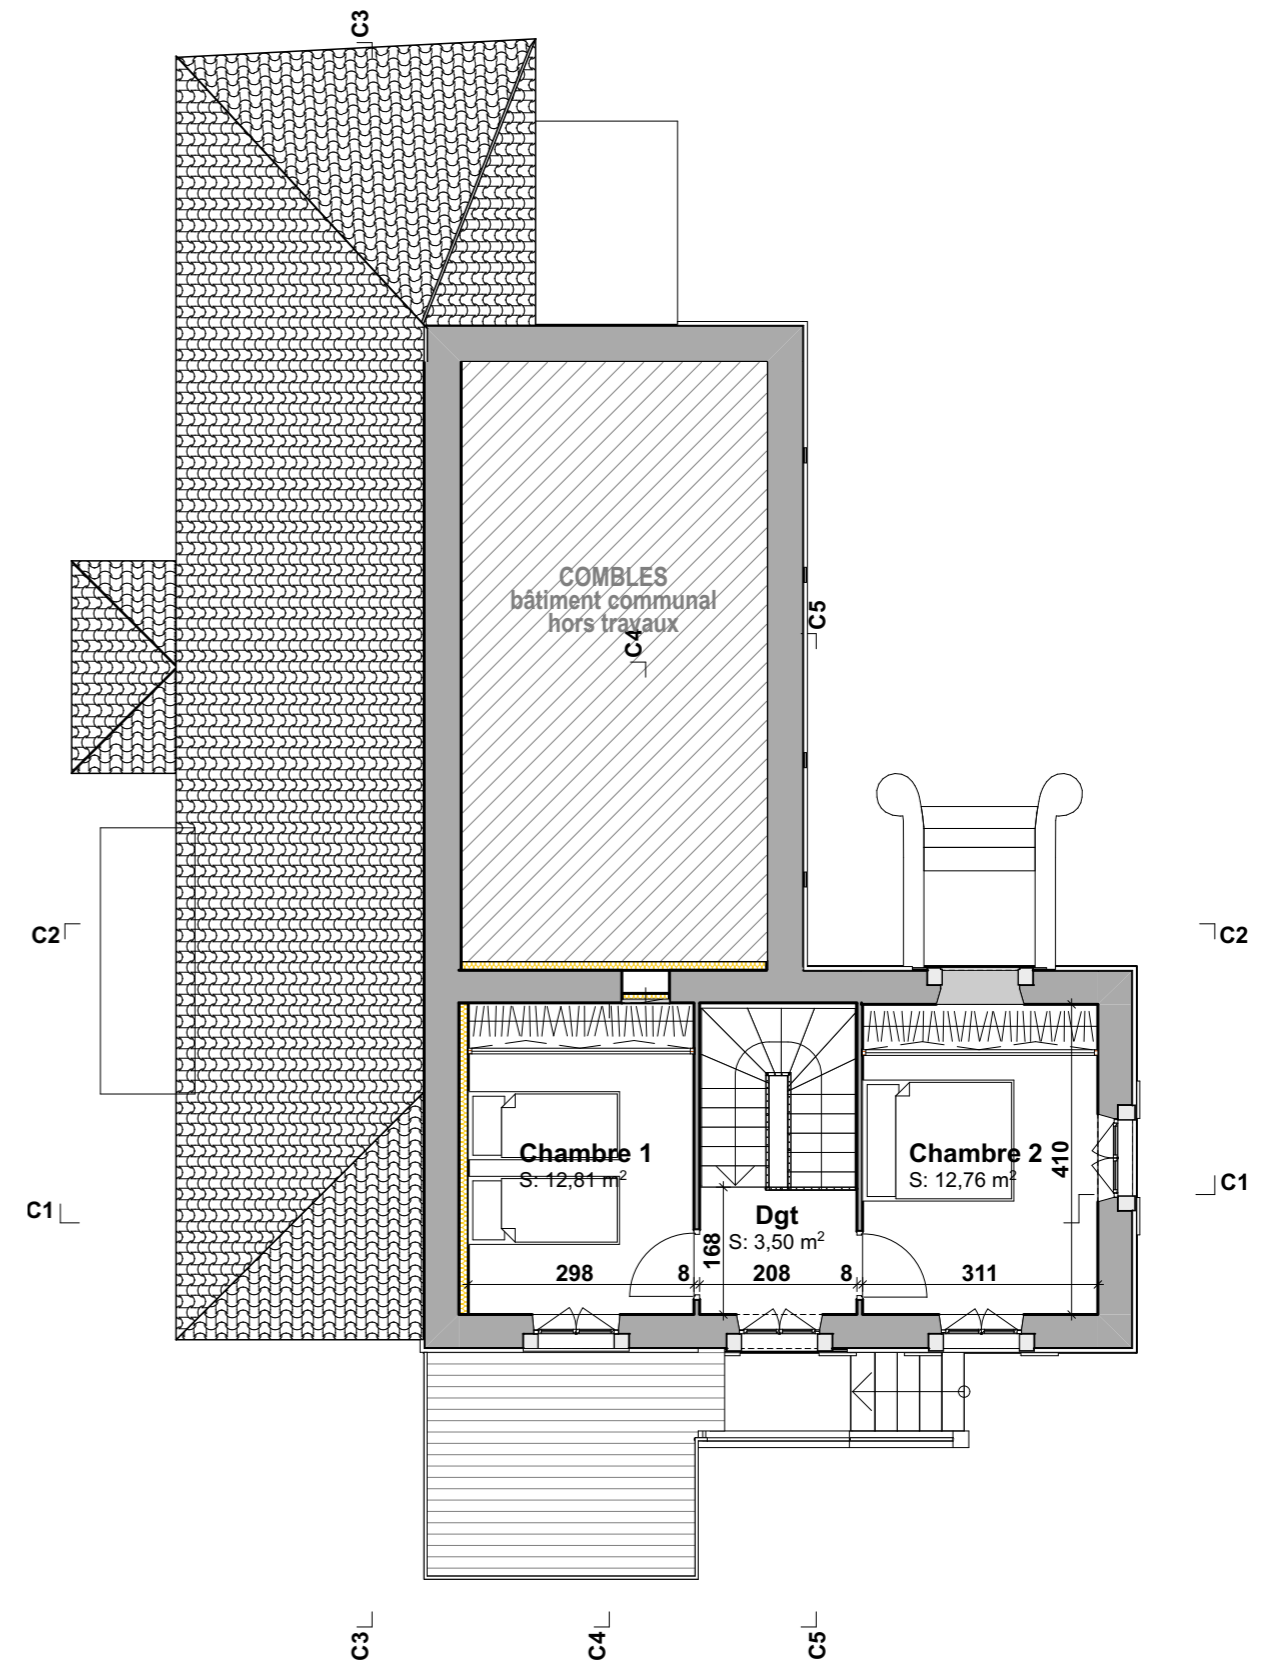 C3
COMBLES
bâtiment communal
hors travaux
C4
C5
C2
C2
C1
C1
Chambre 1
S: 12,81 m²
Chambre 2
S: 12,76 m²
410
Dgt
S: 3,50 m²
168
298
8
208
8
311
C3
C4
C5